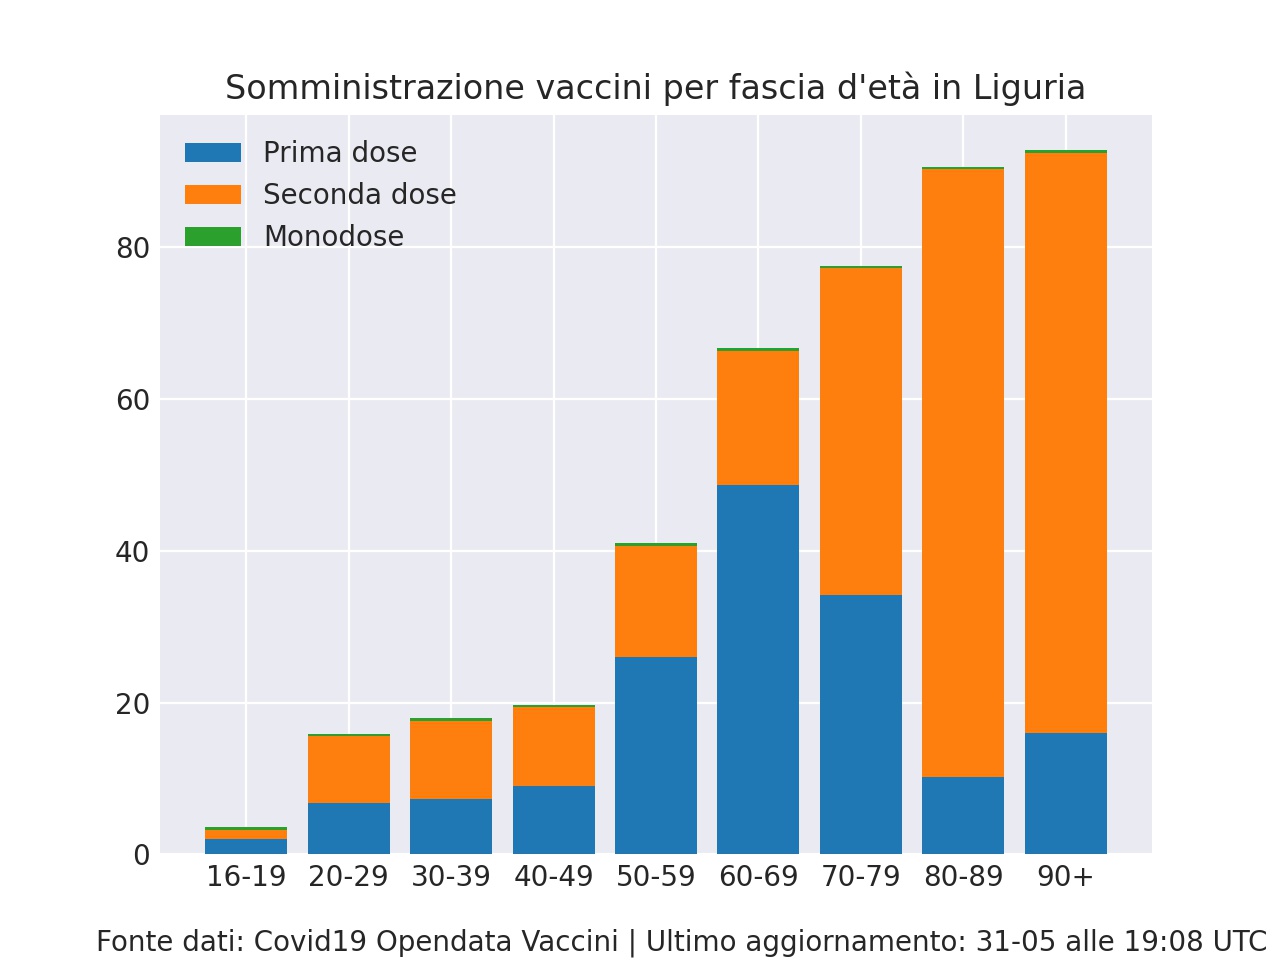 Somministrazione vaccini per fascia d'età in Liguria
Prima dose
Seconda dose
Monodose
80
60
40
20
0
16-19 20-29 30-39 40-49 50-59 60-69 70-79 80-89 90+
Fonte dati: Covid19 Opendata Vaccini | Ultimo aggiornamento: 31-05 alle 19:08 UTC